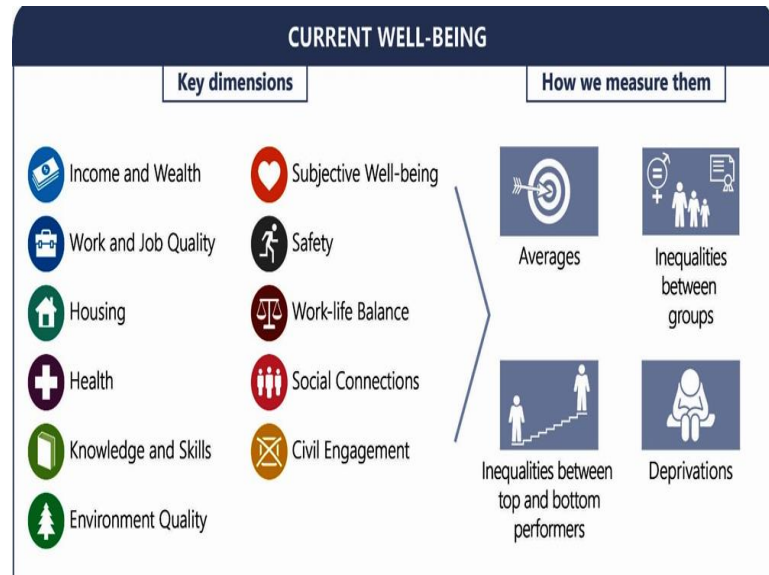 CURRENT WELL-BEING
Key dimensions
How we measure them
Income and Wealth
Work and Job Quality
Housing
Health
Knowledge and Skills
Environment Quality
Subjective Well-being
Safety
Work-life Balance
Social Connections
Civil Engagement
Averages
Inequalities
between
groups
Inequalities between
top and bottom
performers
Deprivations